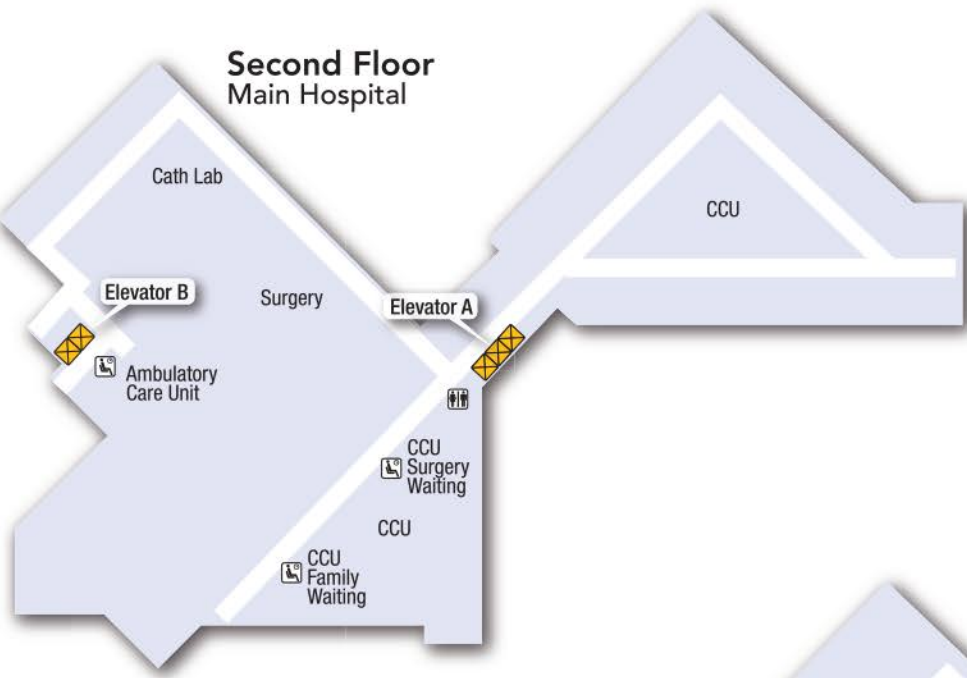 Second Floor
Main Hospital
Cath Lab
CCU
Elevator B
Surgery
Elevator A
Ambulatory
Care Unit
CCU
Surgery
Waiting
CCU
CCU
Family
Waiting